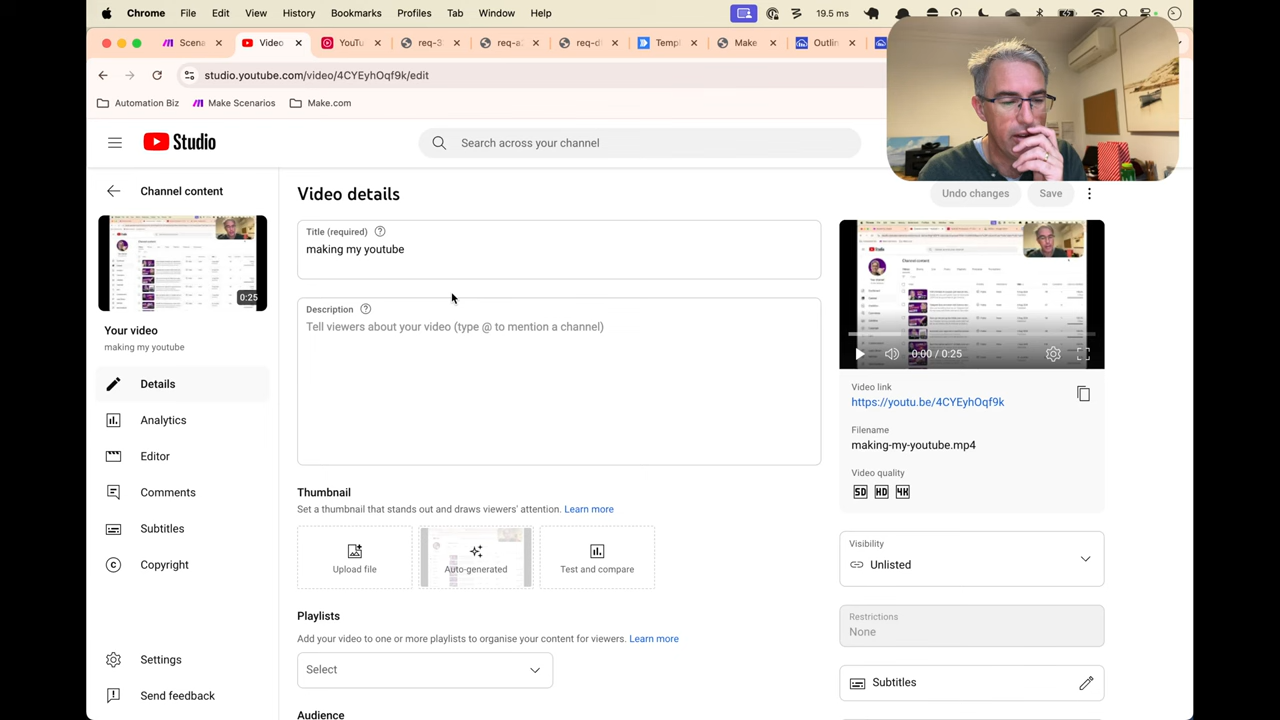 Chrome File Edit View History Bookmarks Profiles Tab Window Help 19.5 ms
Scena Video YouTu req-3 req-a req-d Templ Make Outlin
studio.youtube.com/video/4CYEyhOqf9k/edit
Automation Biz Make Scenarios Make.com
Studio Search across your channel
Channel content
Video details
Undo changes Save
Title (required)
making my youtube
0:25
Description
Tell viewers about your video (type @ to mention a channel)
Your video
making my youtube
0:00 / 0:25
Details
Video link
https://youtu.be/4CYEyhOqf9k
Analytics
Filename
making-my-youtube.mp4
Editor
Video quality
SD HD 4K
Comments
Thumbnail
Set a thumbnail that stands out and draws viewers' attention. Learn more
Subtitles
Upload file Auto-generated Test and compare
Visibility
Unlisted
Copyright
Playlists
Add your video to one or more playlists to organise your content for viewers. Learn more
Restrictions
None
Settings
Select
Subtitles
Send feedback
Audience